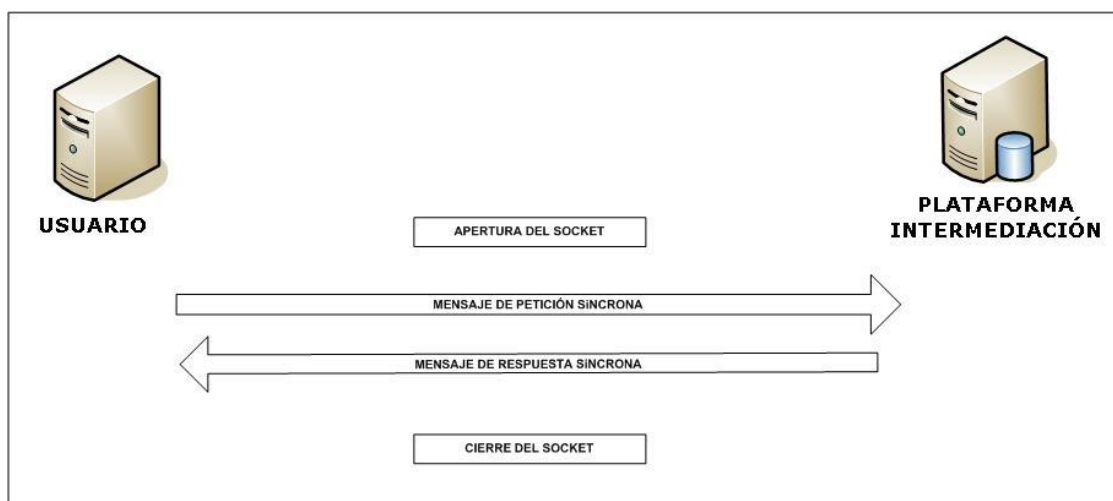 USUARIO
PLATAFORMA
INTERMEDIACIÓN
APERTURA DEL SOCKET
MENSAJE DE PETICIÓN SíNCRONA
MENSAJE DE RESPUESTA SíNCRONA
CIERRE DEL SOCKET